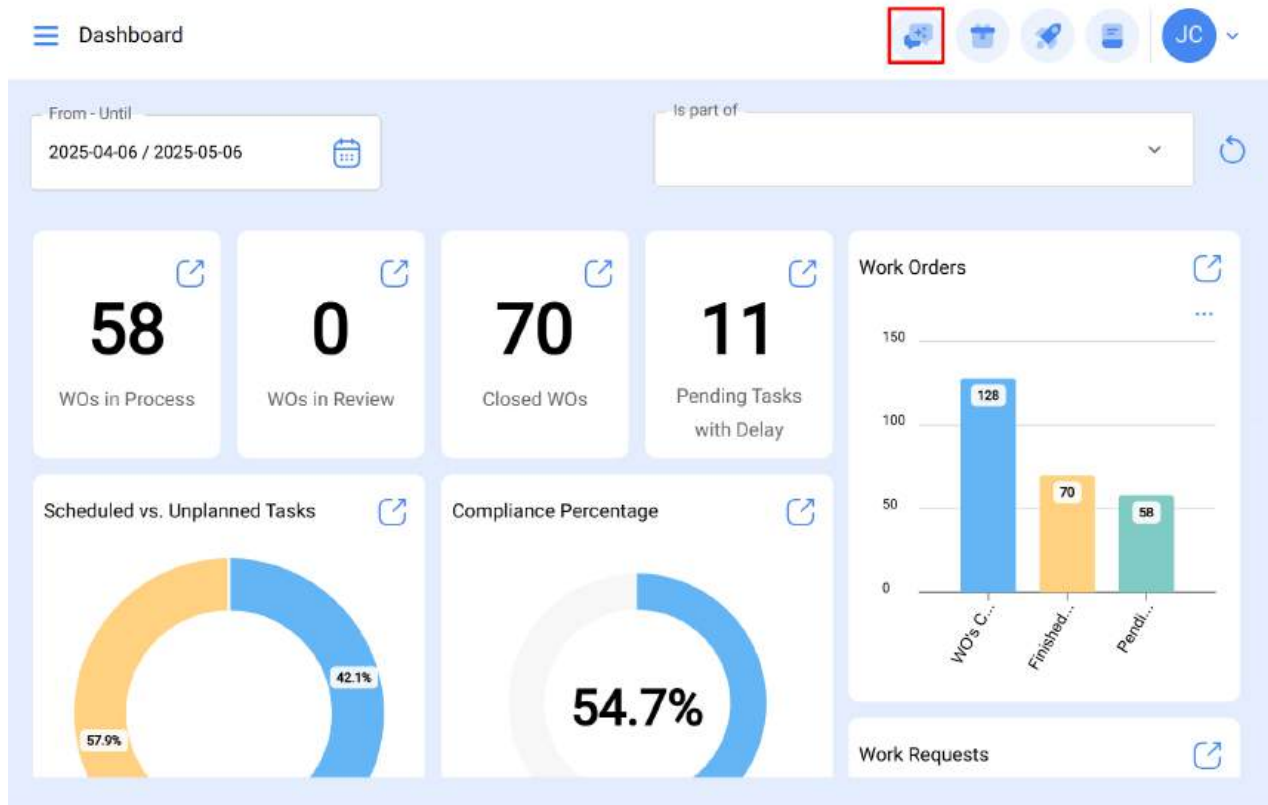 Dashboard
JC
From - Until
2025-04-06 / 2025-05-06
Is part of
58
WOs in Process
0
WOs in Review
70
Closed WOs
11
Pending Tasks
with Delay
Work Orders
...
150
100
50
0
128
70
58
WO's C...
Finished...
Pendi...
Scheduled vs. Unplanned Tasks
42.1%
57.9%
Compliance Percentage
54.7%
Work Requests